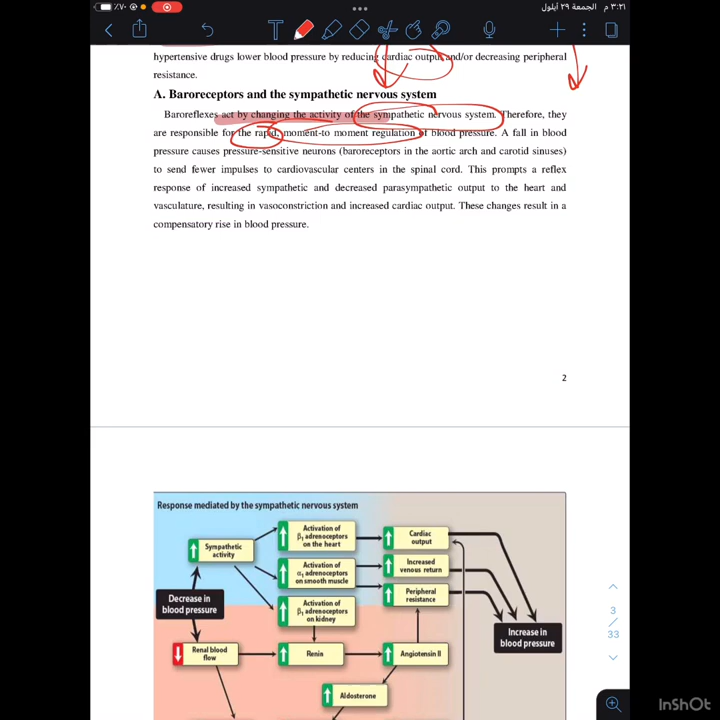 ٣:٢١ م الجمعة ٢٩ أيلول
٪٧٠
hypertensive drugs lower blood pressure by reducing cardiac output and/or decreasing peripheral
resistance.
A. Baroreceptors and the sympathetic nervous system
Baroreflexes act by changing the activity of the sympathetic nervous system. Therefore, they
are responsible for the rapid, moment-to moment regulation of blood pressure. A fall in blood
pressure causes pressure-sensitive neurons (baroreceptors in the aortic arch and carotid sinuses)
to send fewer impulses to cardiovascular centers in the spinal cord. This prompts a reflex
response of increased sympathetic and decreased parasympathetic output to the heart and
vasculature, resulting in vasoconstriction and increased cardiac output. These changes result in a
compensatory rise in blood pressure.
2
Response mediated by the sympathetic nervous system
Sympathetic
activity
Activation of
β₁ adrenoceptors
on the heart
Cardiac
output
Activation of
α₁ adrenoceptors
on smooth muscle
Increased
venous return
Peripheral
resistance
Decrease in
blood pressure
Activation of
β₁ adrenoceptors
on kidney
Increase in
blood pressure
Renal blood
flow
Renin
Angiotensin II
Aldosterone
3
/
33
InShOt